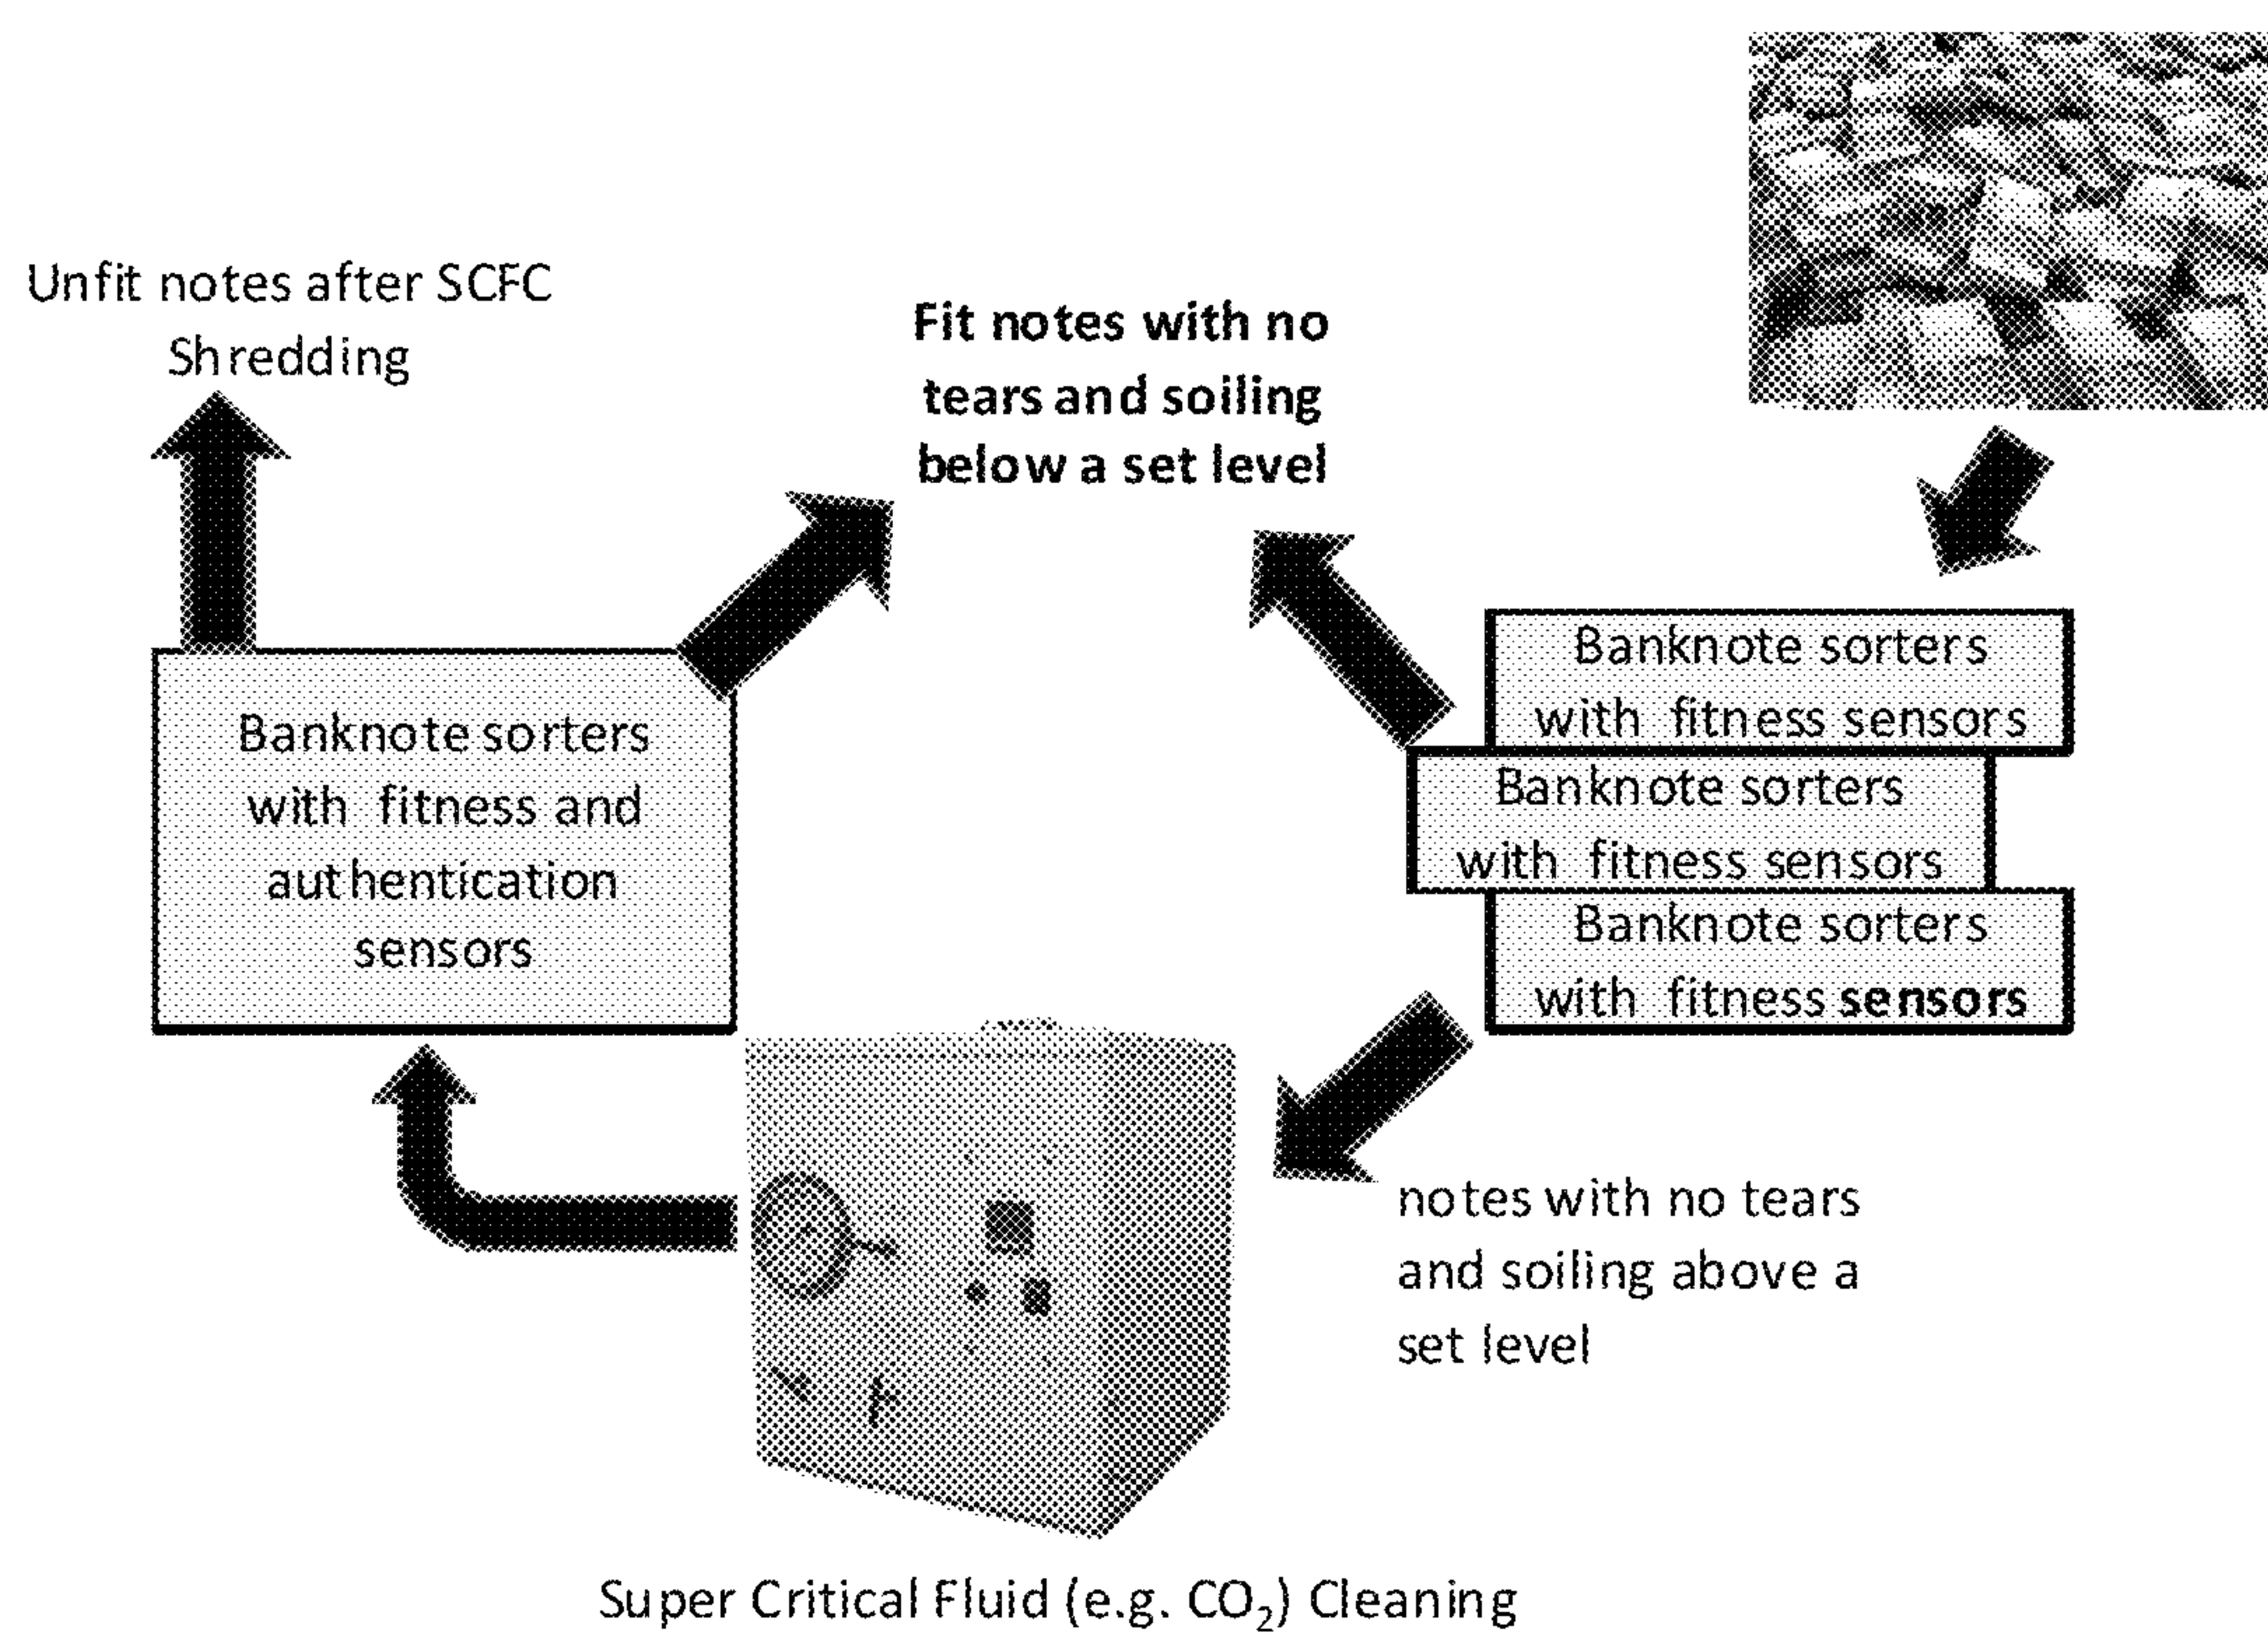 Unfit notes after SCFC
Shredding
Fit notes with no
tears and soiling
below a set level
Banknote sorters
with fitness sensors
Banknote sorters
with fitness sensors
Banknote sorters
with fitness sensors
Banknote sorters
with fitness and
authentication
sensors
notes with no tears
and soiling above a
set level
Super Critical Fluid (e.g. CO₂) Cleaning